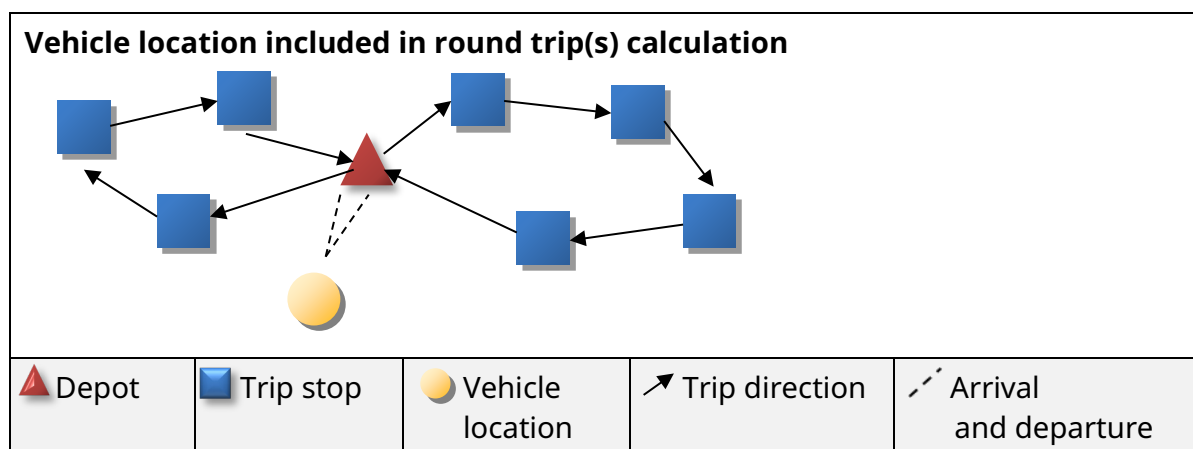 Vehicle location included in round trip(s) calculation
Depot
Trip stop
Vehicle
location
Trip direction
Arrival
and departure